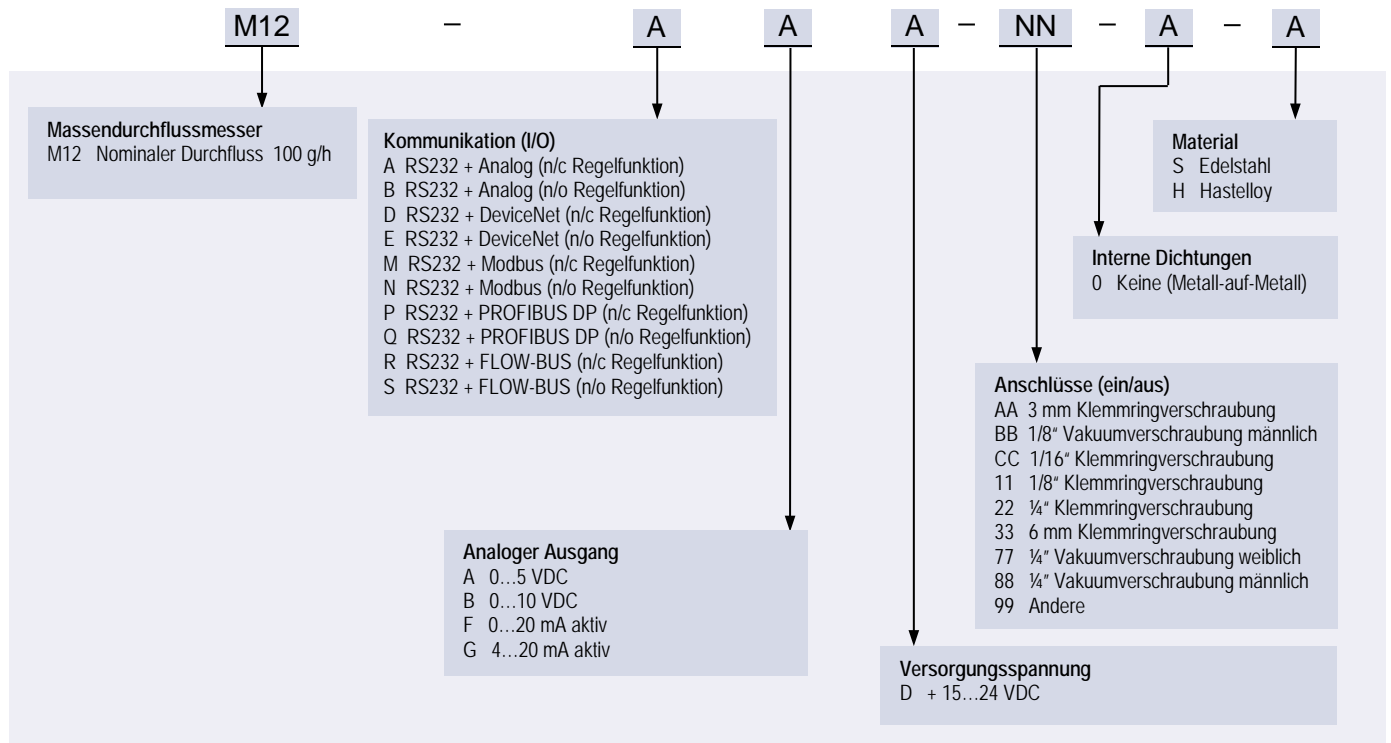 M12 – A A A – NN – A – A
Massendurchflussmesser
M12 Nominaler Durchfluss 100 g/h
Kommunikation (I/O)
A RS232 + Analog (n/c Regelfunktion)
B RS232 + Analog (n/o Regelfunktion)
D RS232 + DeviceNet (n/c Regelfunktion)
E RS232 + DeviceNet (n/o Regelfunktion)
M RS232 + Modbus (n/c Regelfunktion)
N RS232 + Modbus (n/o Regelfunktion)
P RS232 + PROFIBUS DP (n/c Regelfunktion)
Q RS232 + PROFIBUS DP (n/o Regelfunktion)
R RS232 + FLOW-BUS (n/c Regelfunktion)
S RS232 + FLOW-BUS (n/o Regelfunktion)
Analoger Ausgang
A 0…5 VDC
B 0…10 VDC
F 0…20 mA aktiv
G 4…20 mA aktiv
Versorgungsspannung
D + 15…24 VDC
Anschlüsse (ein/aus)
AA 3 mm Klemmringverschraubung
BB 1/8" Vakuumverschraubung männlich
CC 1/16" Klemmringverschraubung
11 1/8" Klemmringverschraubung
22 ¼" Klemmringverschraubung
33 6 mm Klemmringverschraubung
77 ¼" Vakuumverschraubung weiblich
88 ¼" Vakuumverschraubung männlich
99 Andere
Interne Dichtungen
0 Keine (Metall-auf-Metall)
Material
S Edelstahl
H Hastelloy